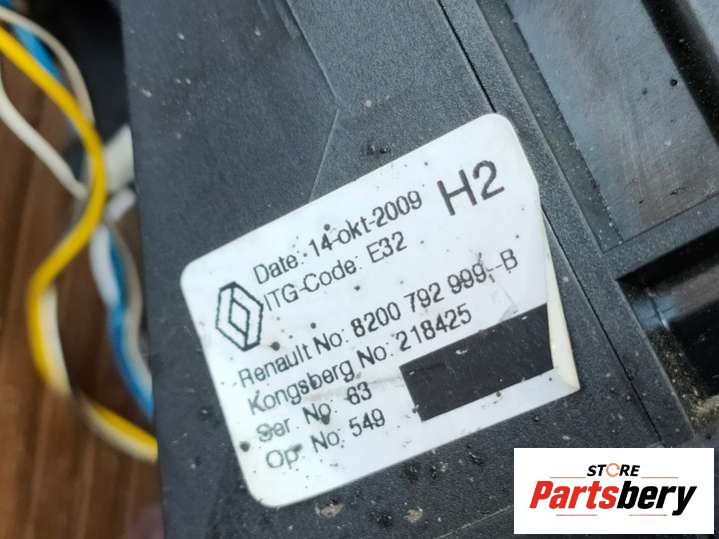 Date: 14-okt-2009
H2
ITG-Code: E32
Renault No: 8200 792 999--B
Kongsberg No: 218425
Ser. No: 63
Op. No: 549
STORE
Partsbery